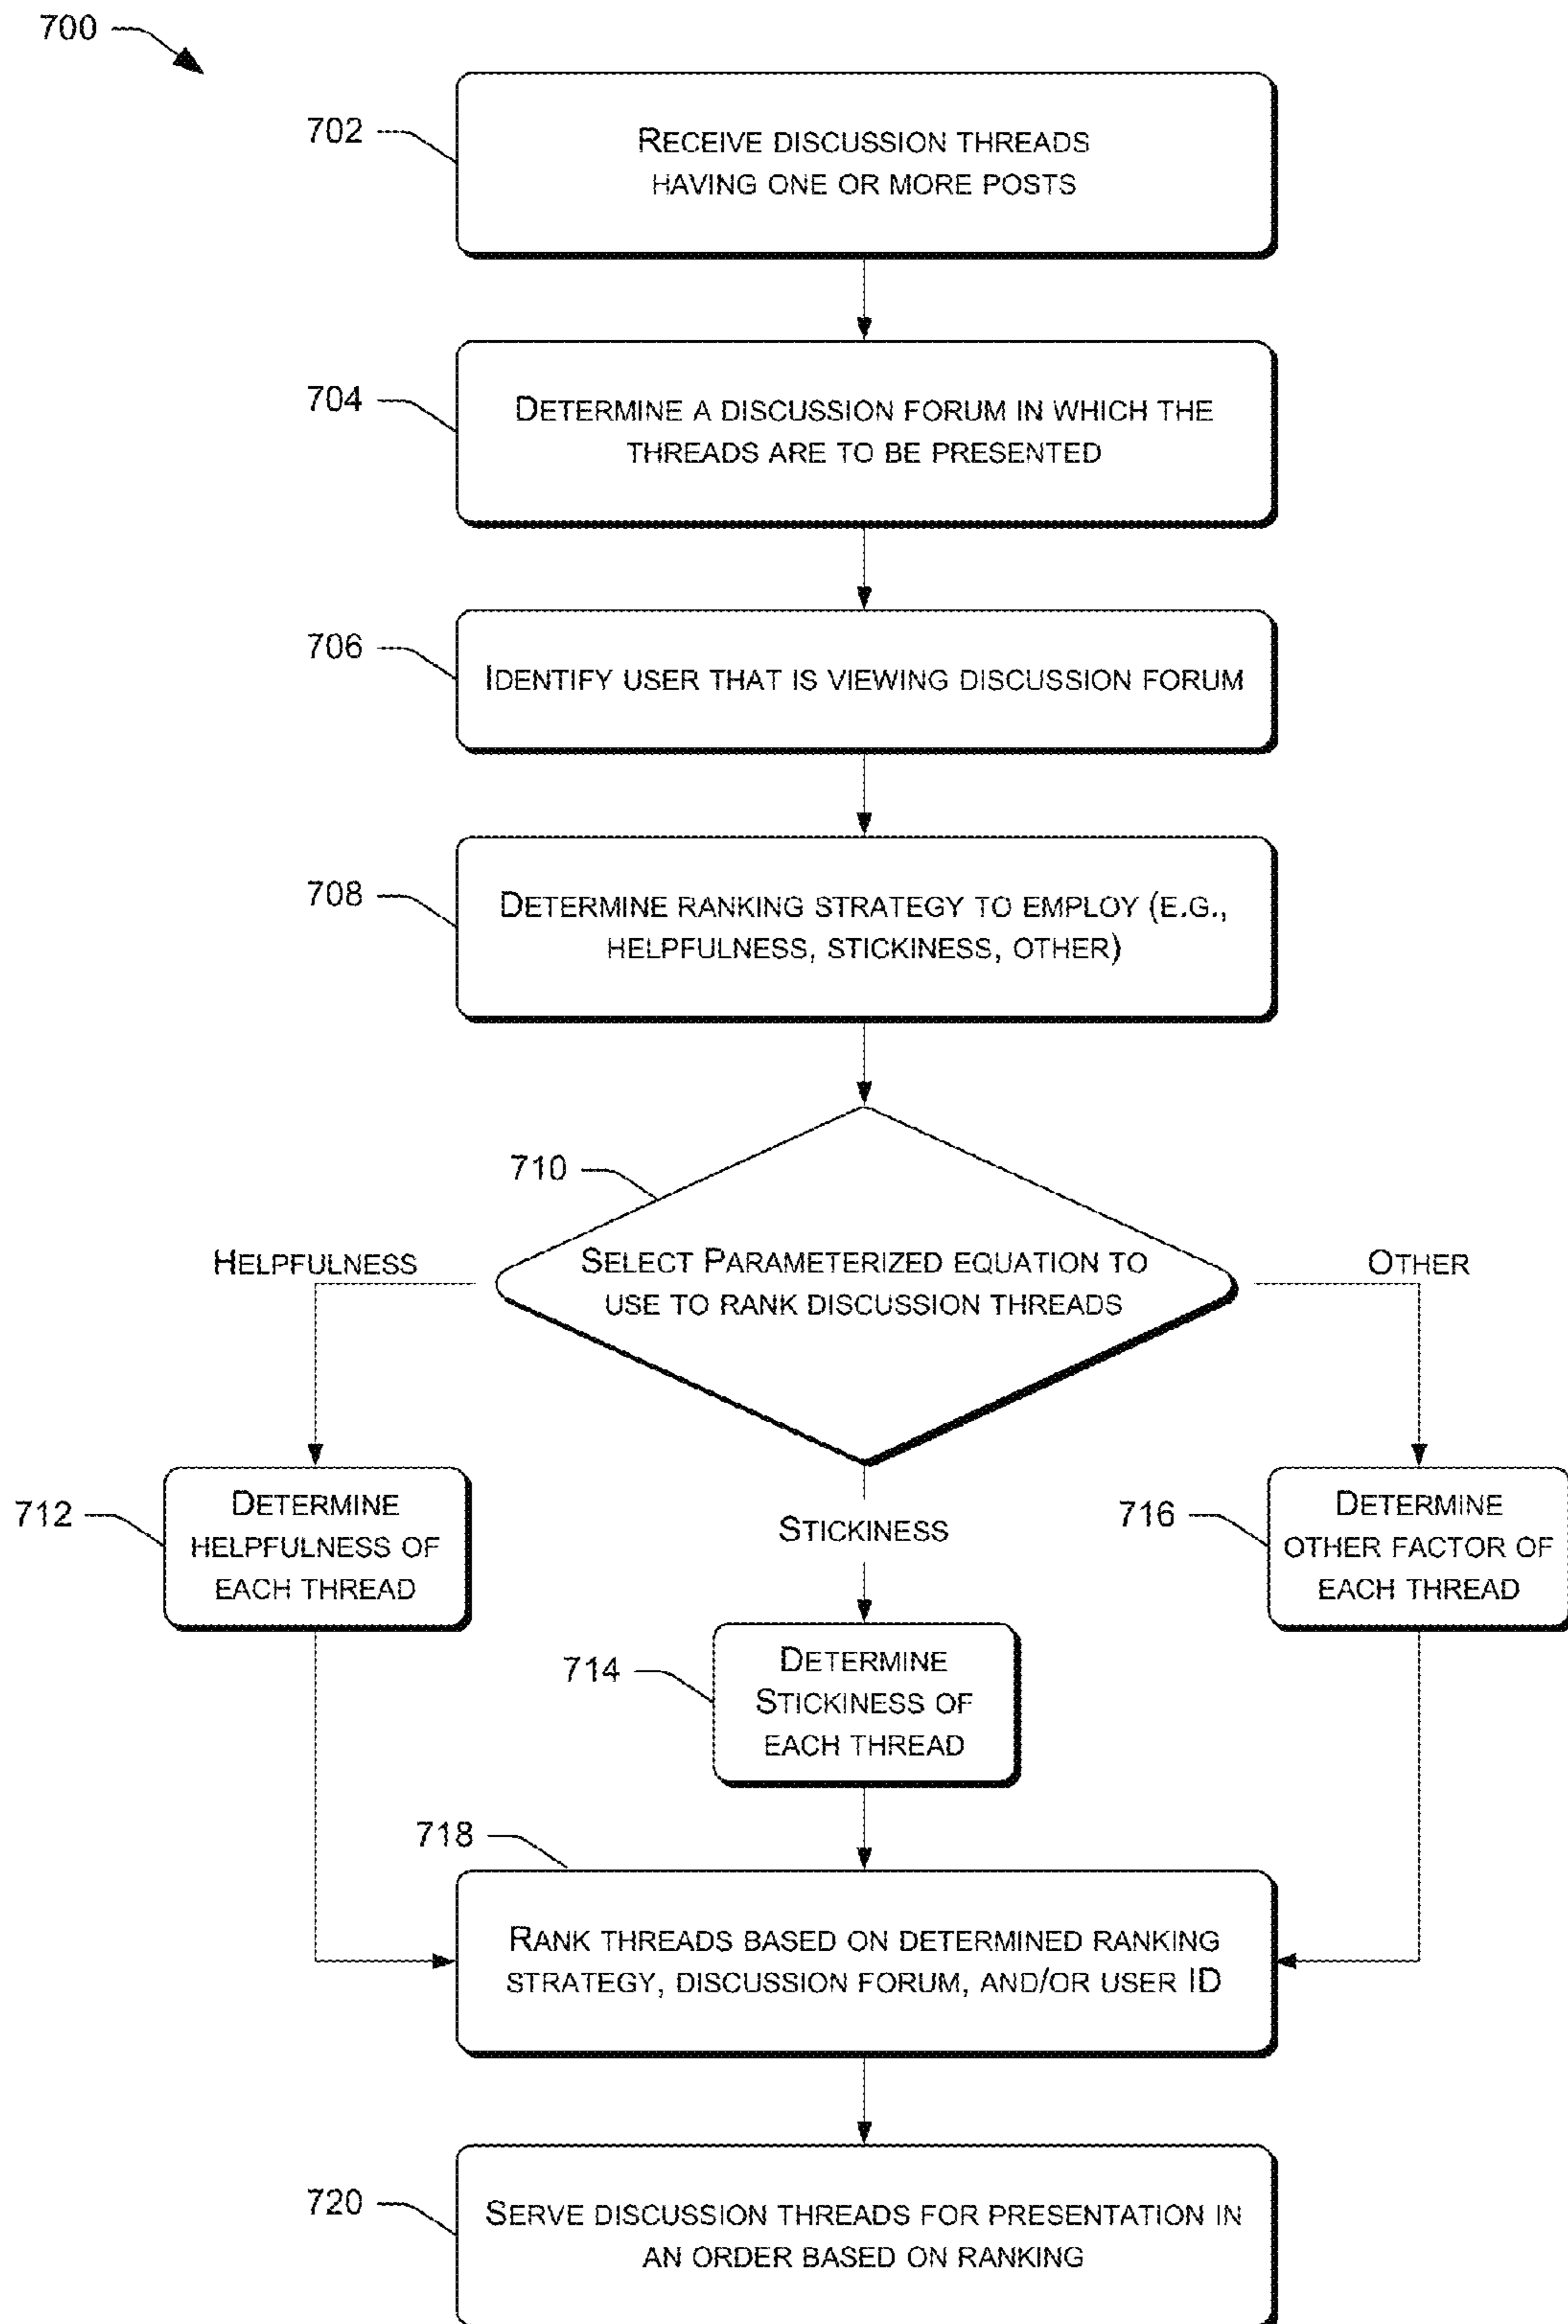 700
702
RECEIVE DISCUSSION THREADS
HAVING ONE OR MORE POSTS
704
DETERMINE A DISCUSSION FORUM IN WHICH THE
THREADS ARE TO BE PRESENTED
706
IDENTIFY USER THAT IS VIEWING DISCUSSION FORUM
708
DETERMINE RANKING STRATEGY TO EMPLOY (E.G.,
HELPFULNESS, STICKINESS, OTHER)
710
SELECT PARAMETERIZED EQUATION TO
USE TO RANK DISCUSSION THREADS
HELPFULNESS
OTHER
712
DETERMINE
HELPFULNESS OF
EACH THREAD
STICKINESS
716
DETERMINE
OTHER FACTOR OF
EACH THREAD
714
DETERMINE
STICKINESS OF
EACH THREAD
718
RANK THREADS BASED ON DETERMINED RANKING
STRATEGY, DISCUSSION FORUM, AND/OR USER ID
720
SERVE DISCUSSION THREADS FOR PRESENTATION IN
AN ORDER BASED ON RANKING